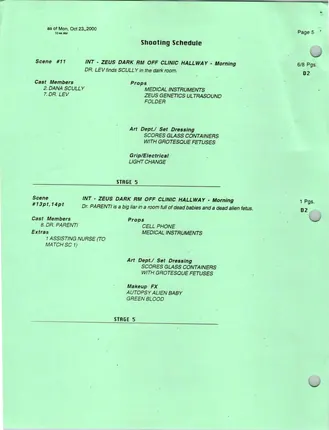 as of Mon, Oct 23, 2000
Page 5
Shooting Schedule
Scene #11 INT - ZEUS DARK RM OFF CLINIC HALLWAY - Morning 6/8 Pgs.
DR. LEV finds SCULLY in the dark room. D2
Cast Members Props
2. DANA SCULLY MEDICAL INSTRUMENTS
7. DR. LEV ZEUS GENETICS ULTRASOUND
FOLDER
Art Dept./ Set Dressing
SCORES GLASS CONTAINERS
WITH GROTESQUE FETUSES
Grip/Electrical
LIGHT CHANGE
STAGE 5
Scene INT - ZEUS DARK RM OFF CLINIC HALLWAY - Morning 1 Pgs.
#13pt,14pt Dr. PARENTI is a big liar in a room full of dead babies and a dead alien fetus. D2
Cast Members Props
6. DR. PARENTI CELL PHONE
Extras MEDICAL INSTRUMENTS
1 ASSISTING NURSE (TO
MATCH SC 1)
Art Dept./ Set Dressing
SCORES GLASS CONTAINERS
WITH GROTESQUE FETUSES
Makeup FX
AUTOPSY ALIEN BABY
GREEN BLOOD
STAGE 5